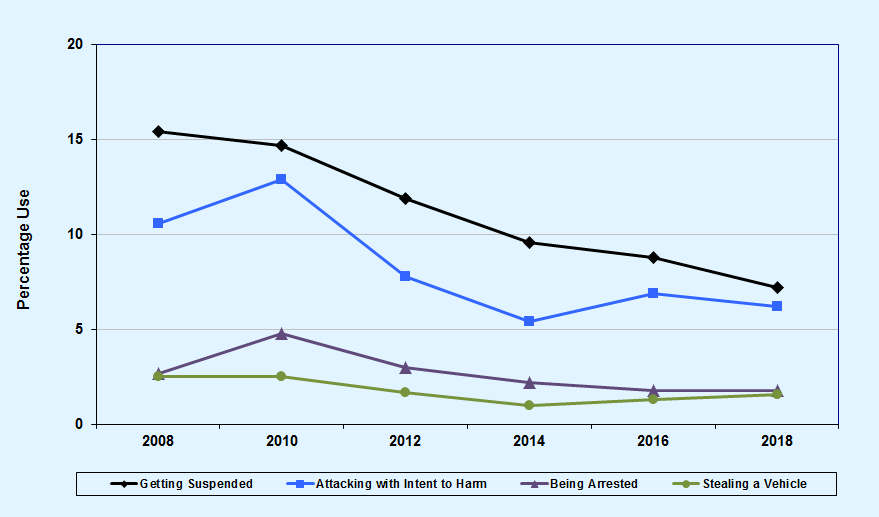 20
15
10
5
0
Percentage Use
2008 2010 2012 2014 2016 2018
Getting Suspended Attacking with Intent to Harm Being Arrested Stealing a Vehicle